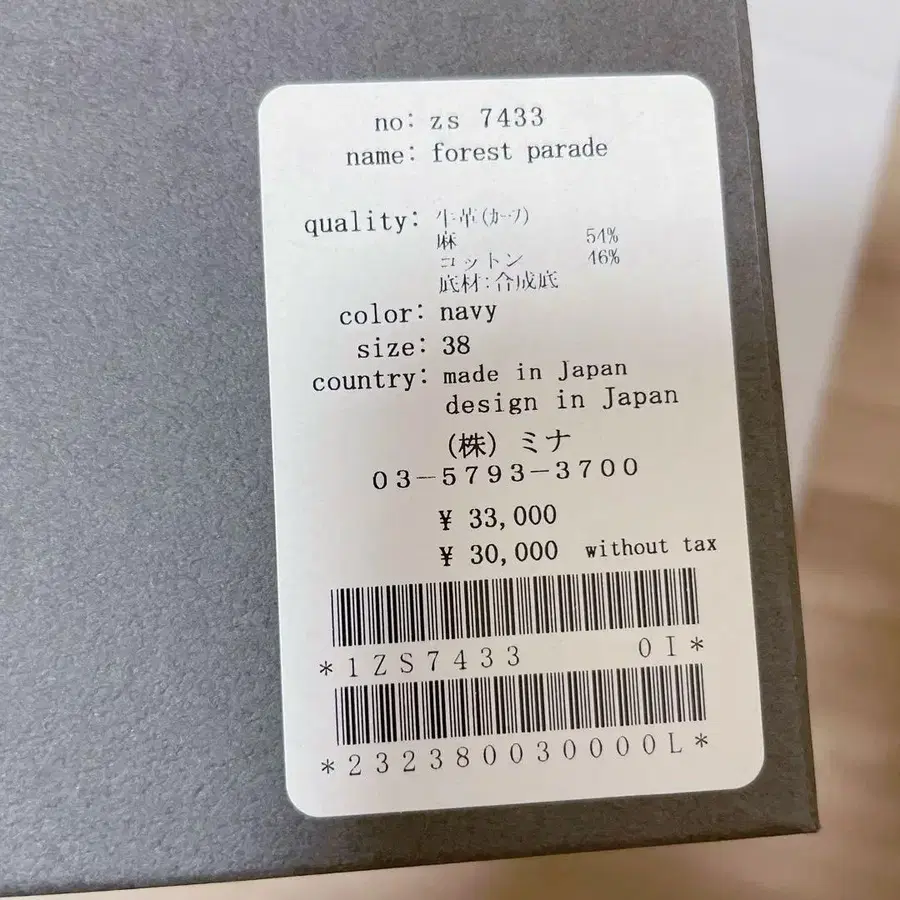 no: zs 7433
name: forest parade
quality: 牛革(ｶｰﾌ)
麻 54%
コットン 46%
底材:合成底
color: navy
size: 38
country: made in Japan
design in Japan
(株) ミナ
03-5793-3700
¥ 33,000
¥ 30,000 without tax
*1ZS7433 0I*
*232380030000L*